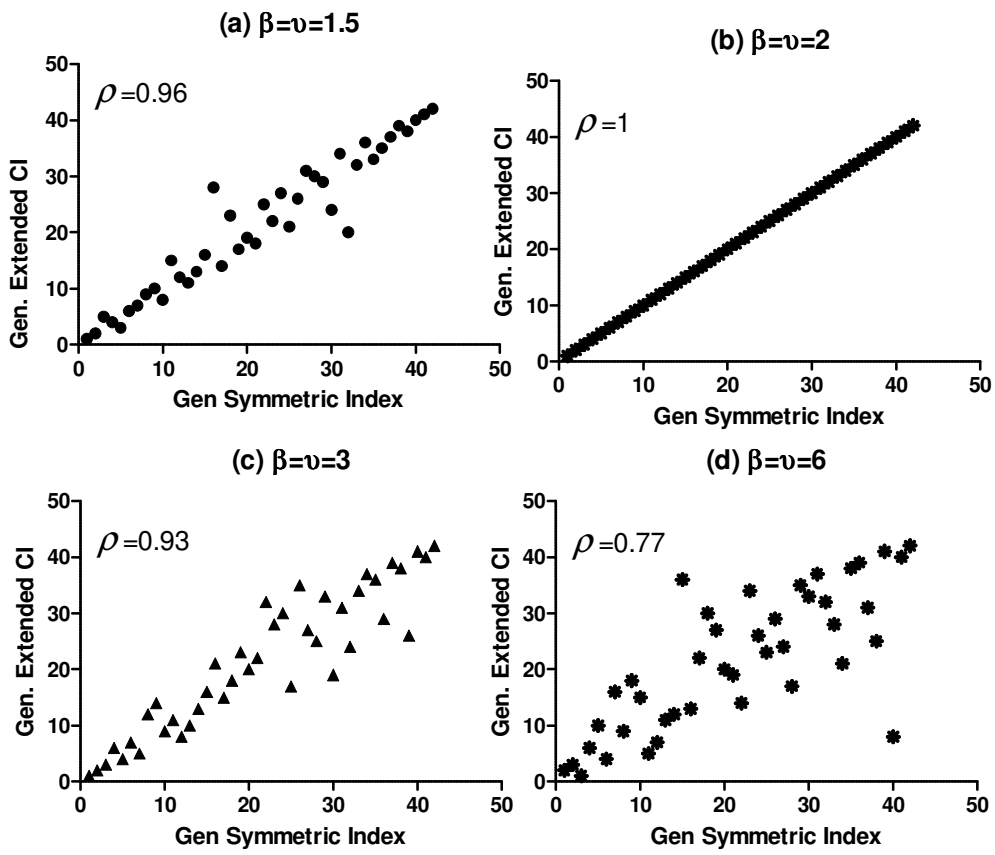 (a) β=υ=1.5
50
40
30
20
10
0
ρ=0.96
Gen. Extended CI
0 10 20 30 40 50
Gen Symmetric Index
(b) β=υ=2
50
40
30
20
10
0
ρ=1
Gen. Extended CI
0 10 20 30 40 50
Gen Symmetric Index
(c) β=υ=3
50
40
30
20
10
0
ρ=0.93
Gen. Extended CI
0 10 20 30 40 50
Gen Symmetric Index
(d) β=υ=6
50
40
30
20
10
0
ρ=0.77
Gen. Extended CI
0 10 20 30 40 50
Gen Symmetric Index